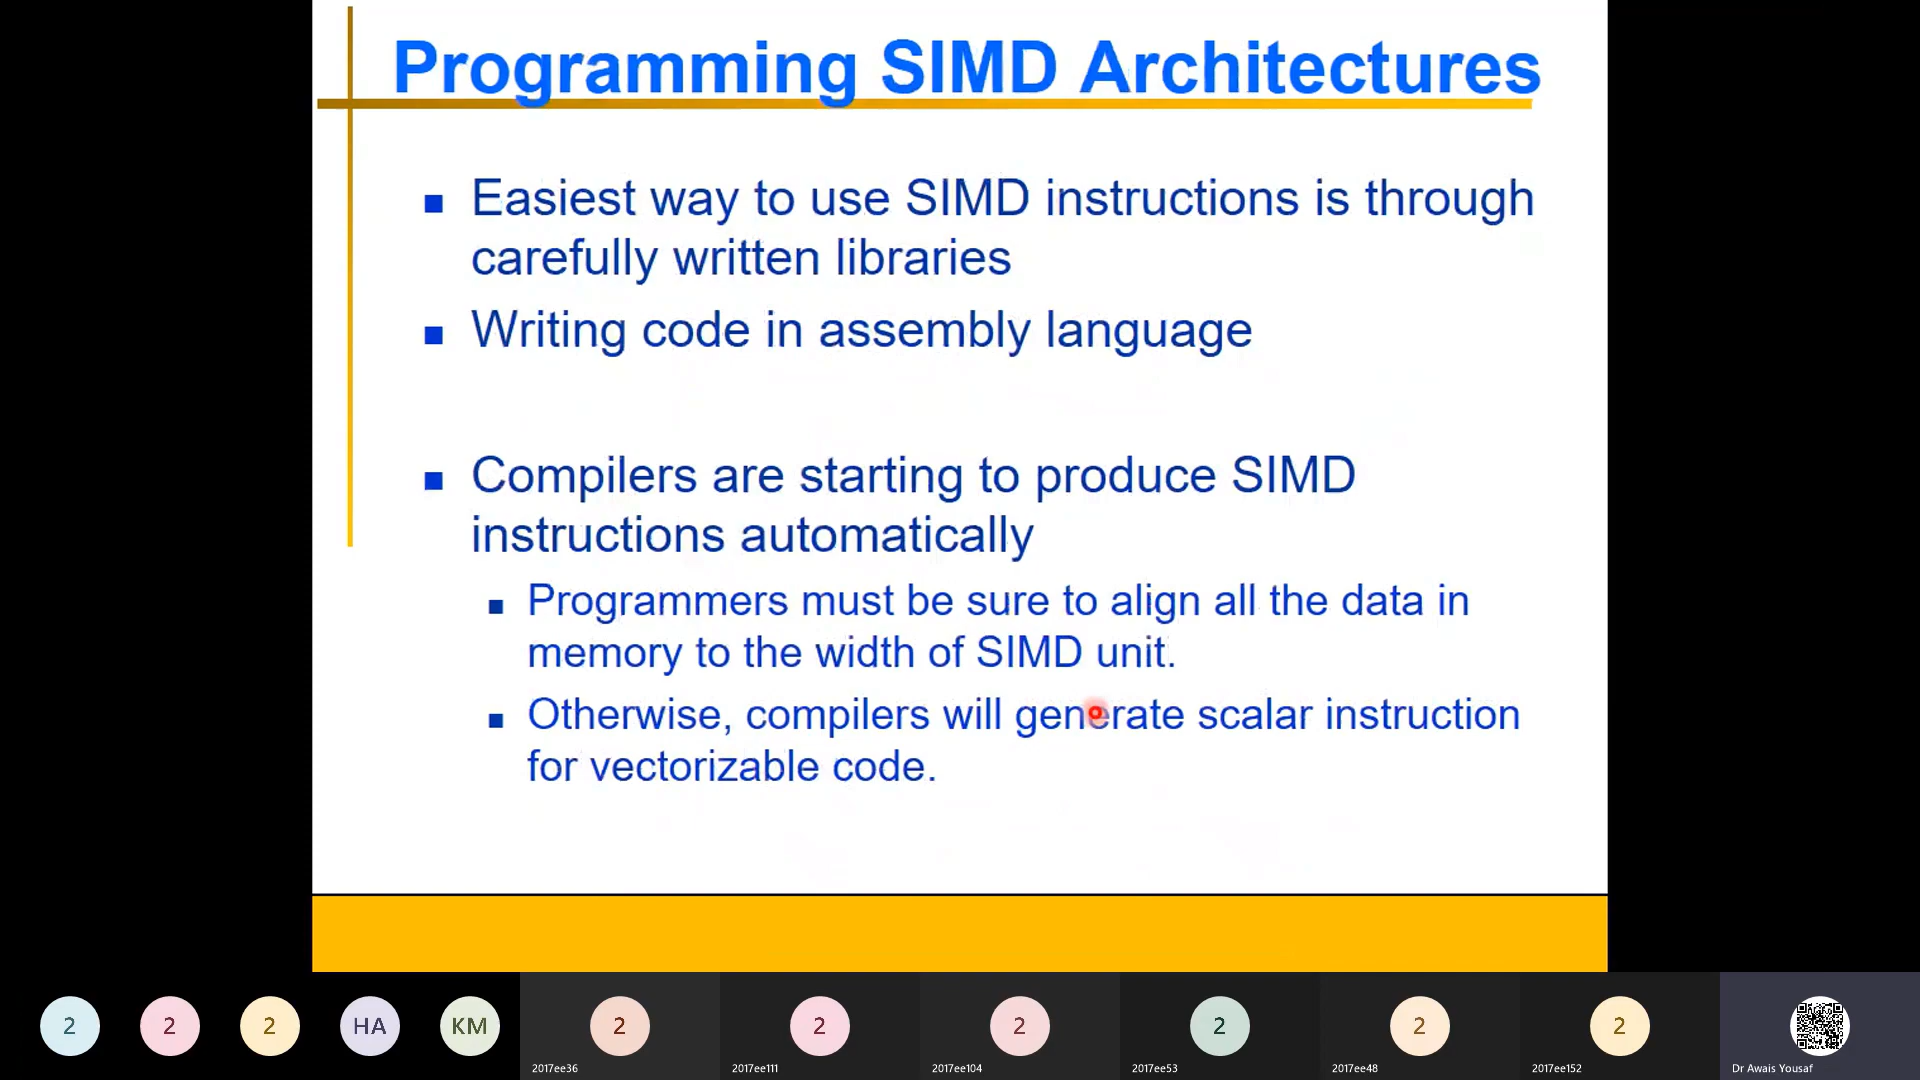 Programming SIMD Architectures
Easiest way to use SIMD instructions is through
carefully written libraries
Writing code in assembly language
Compilers are starting to produce SIMD
instructions automatically
Programmers must be sure to align all the data in
memory to the width of SIMD unit.
Otherwise, compilers will generate scalar instruction
for vectorizable code.
2 2 2 HA KM 2 2 2 2 2 2
2017ee36 2017ee111 2017ee104 2017ee53 2017ee48 2017ee152 Dr Awais Yousaf